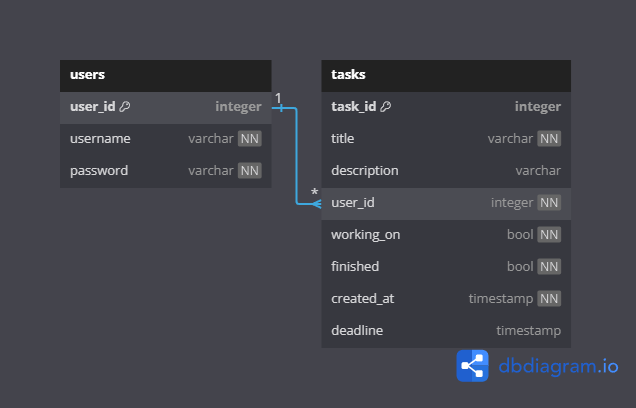 users
user_id integer
username varchar NN
password varchar NN
1
*
tasks
task_id integer
title varchar NN
description varchar
user_id integer NN
working_on bool NN
finished bool NN
created_at timestamp NN
deadline timestamp
dbdiagram.io